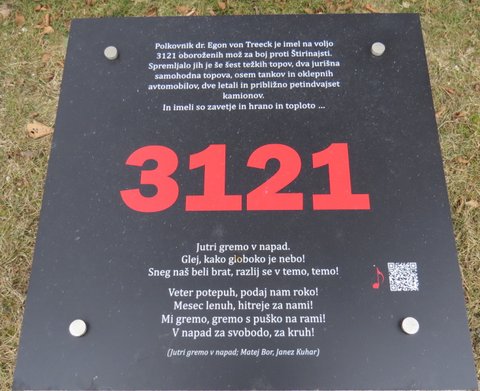 Polkovnik dr. Egon von Treeck je imel na voljo
3121 oboroženih mož za boj proti Štirinajsti.
Spremljalo jih je še šest težkih topov, dva jurišna
samohodna topova, osem tankov in oklepnih
avtomobilov, dve letali in približno petindvajset
kamionov.
In imeli so zavetje in hrano in toploto ...
3121
Jutri gremo v napad.
Glej, kako globoko je nebo!
Sneg naš beli brat, razlij se v temo, temo!
Veter potepuh, podaj nam roko!
Mesec lenuh, hitreje za nami!
Mi gremo, gremo s puško na rami!
V napad za svobodo, za kruh!
(Jutri gremo v napad; Matej Bor, Janez Kuhar)